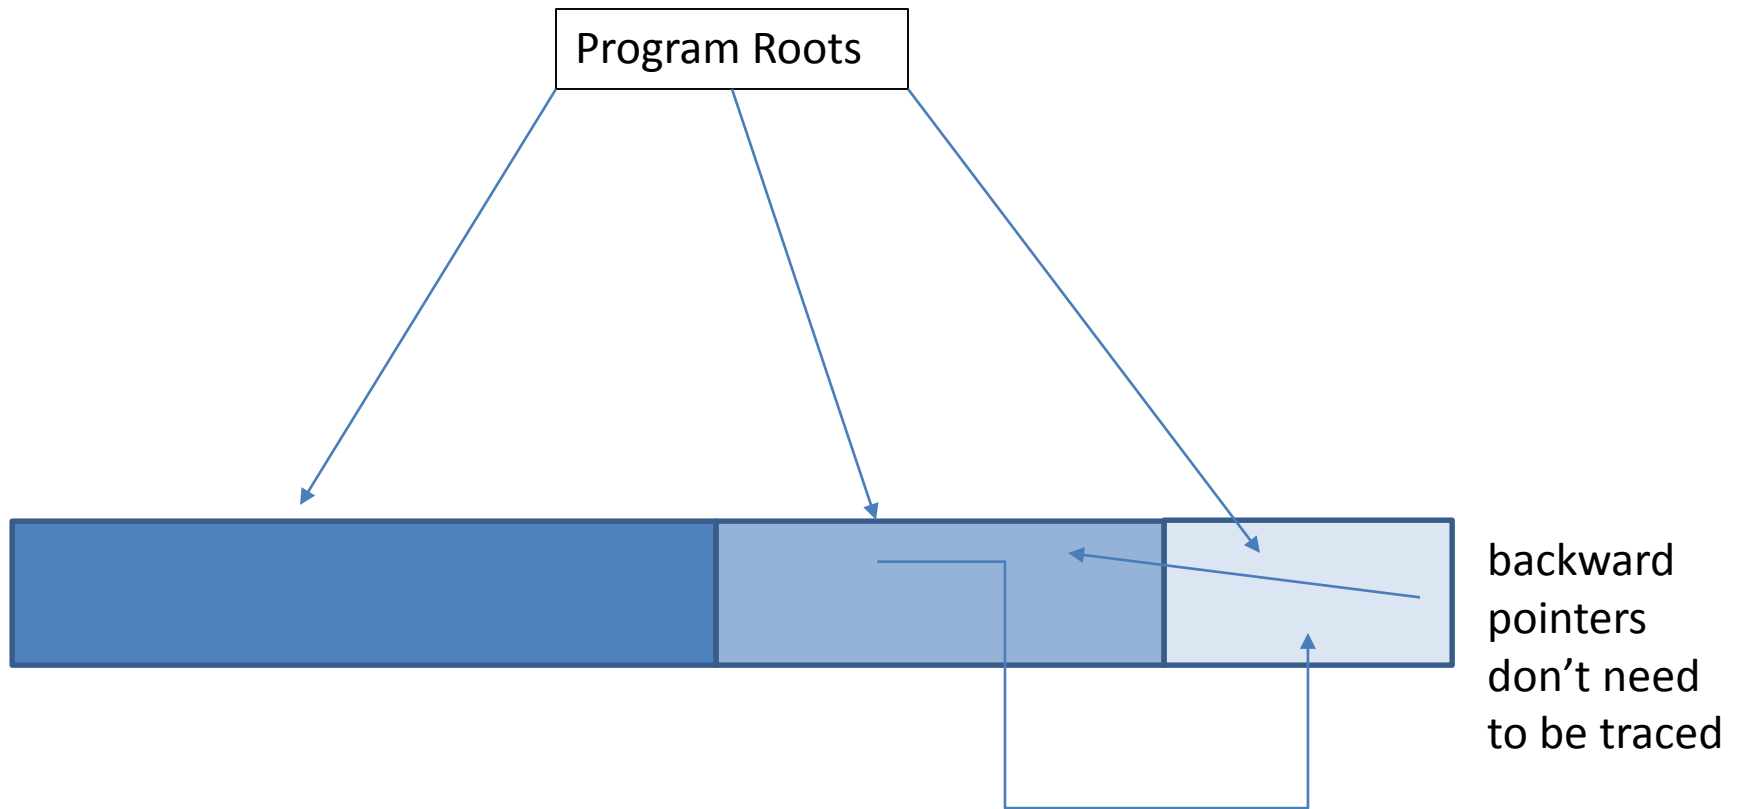 Program Roots
backward
pointers
don’t need
to be traced